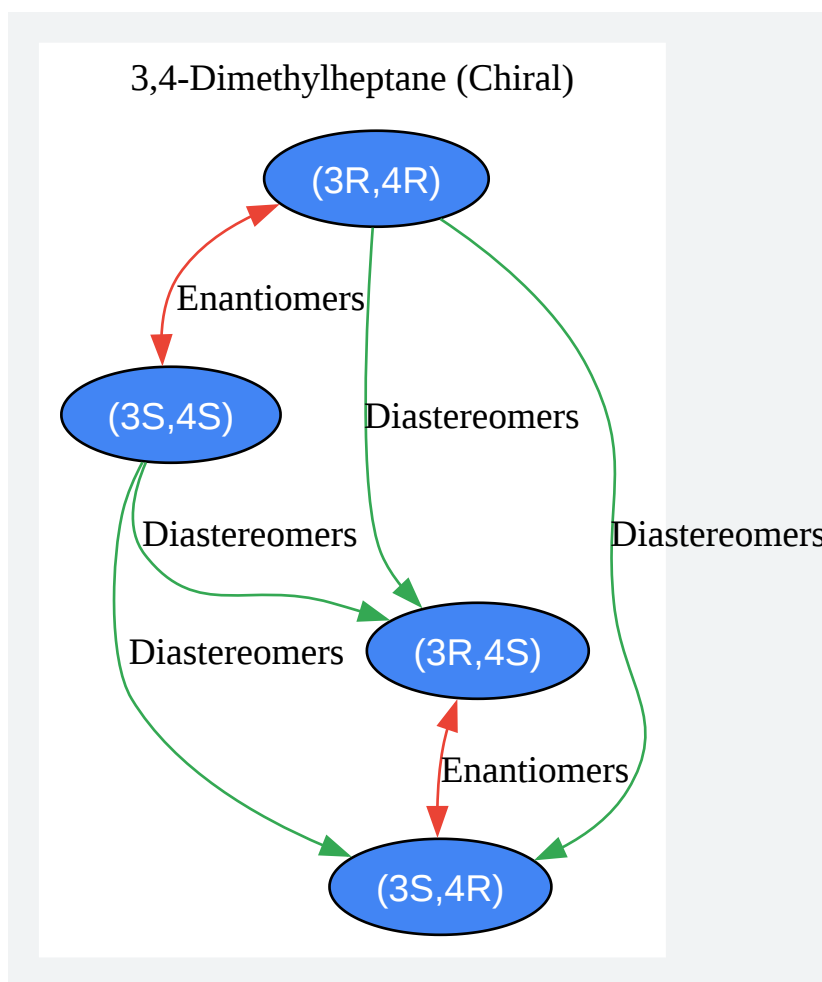 3,4-Dimethylheptane (Chiral)
(3R,4R)
Enantiomers
(3S,4S)
Diastereomers
Diastereomers
Diastereomers
Diastereomers
(3R,4S)
Enantiomers
(3S,4R)